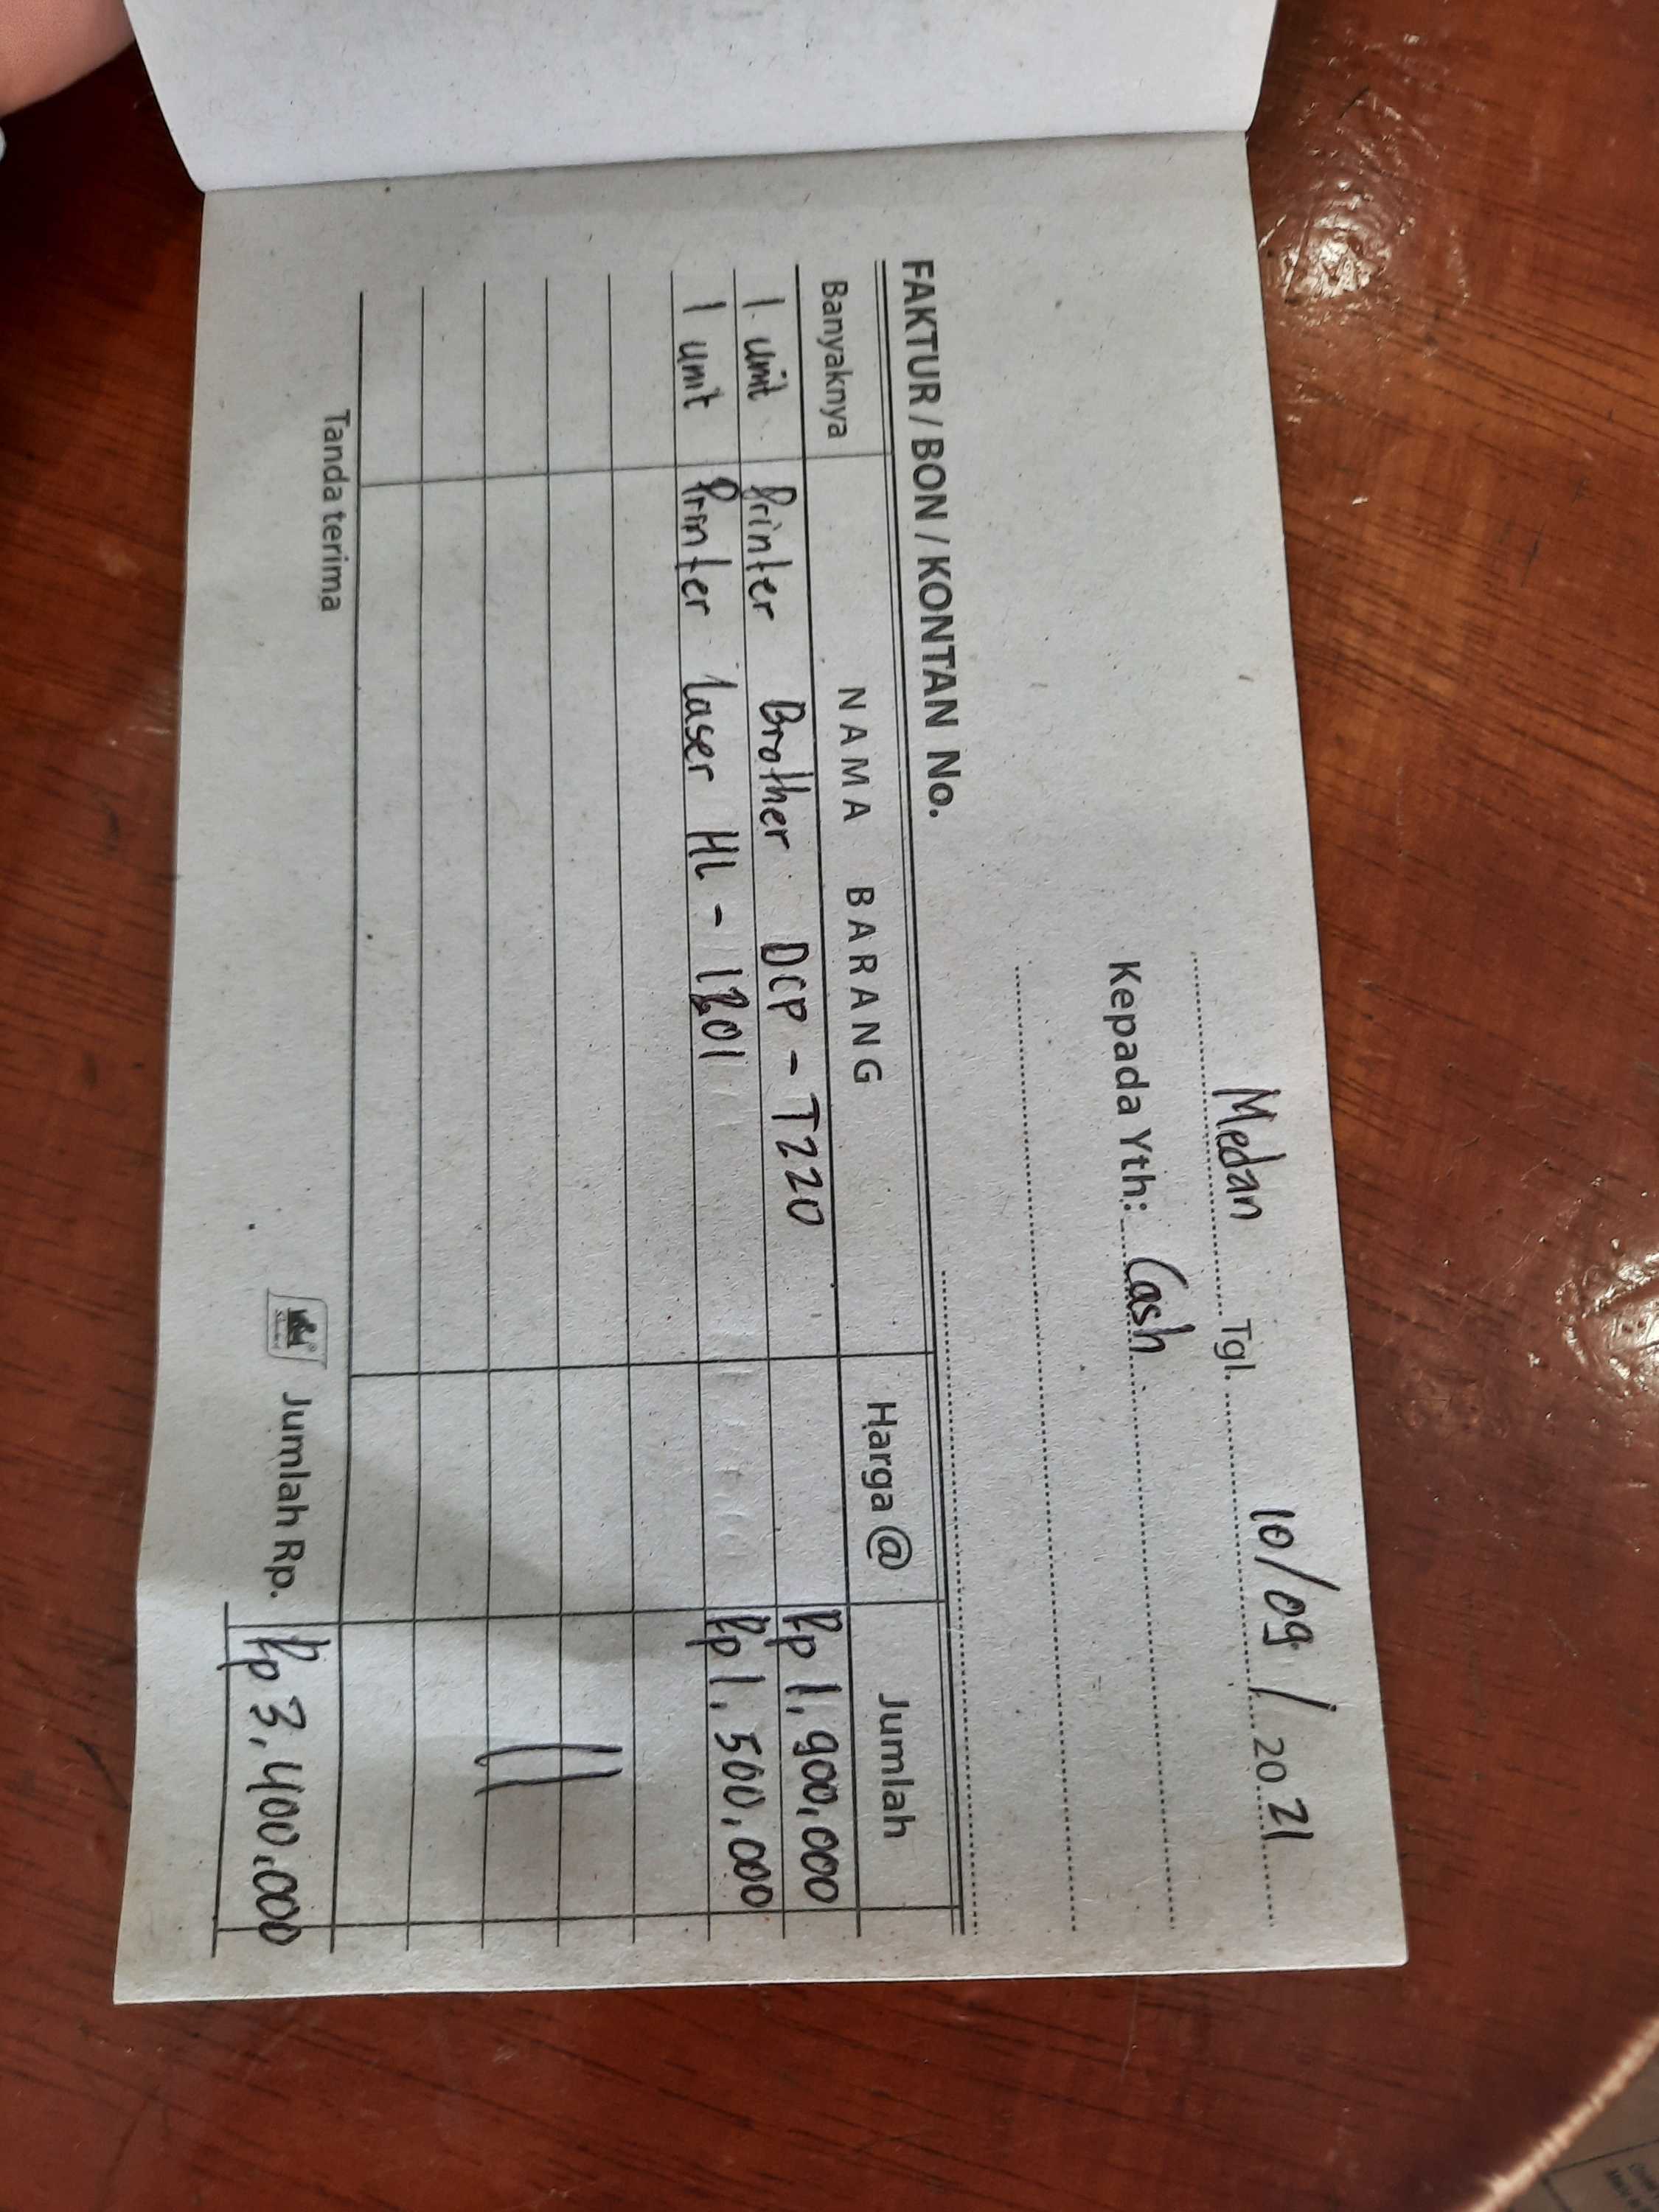 Medan Tgl. 10/09/2021
Kepada Yth: Cash
FAKTUR / BON / KONTAN No.
Banyaknya NAMA BARANG Harga @ Jumlah
1 unit Printer Brother DCP - T220 Rp 1,900,000
1 unit Printer Laser HL - 1201 Rp 1,500,000
Tanda terima Jumlah Rp. Rp 3,400,000